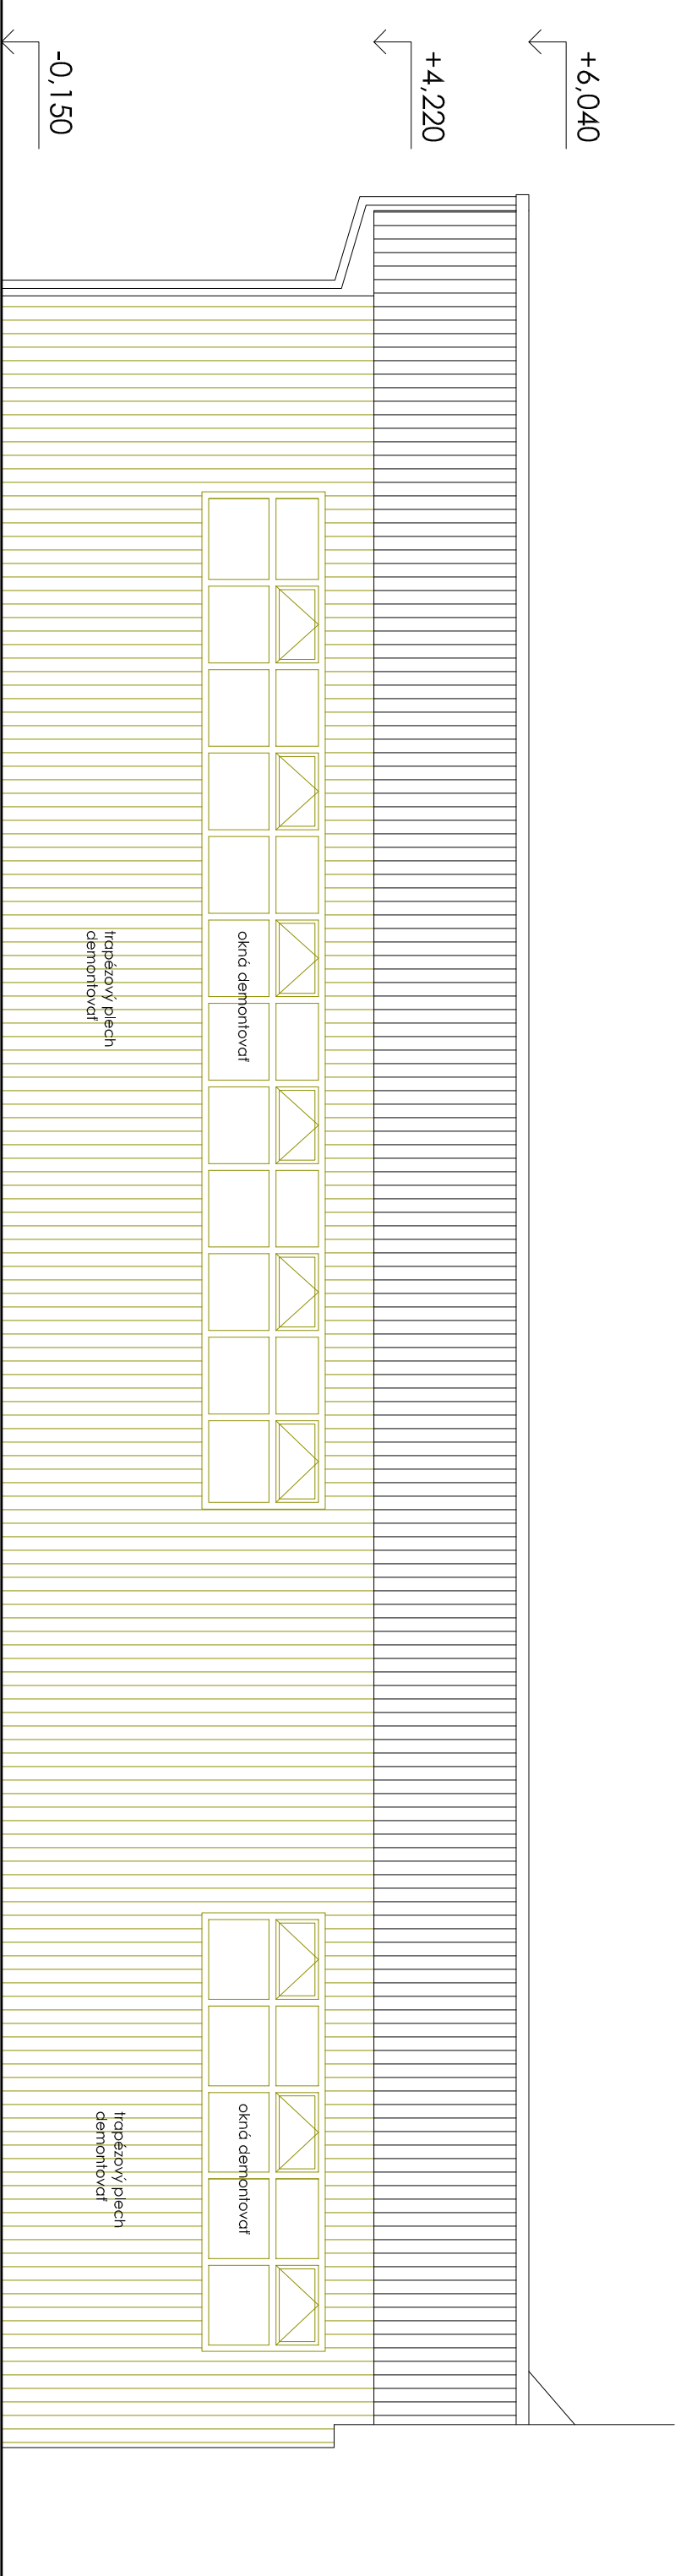 +6,040
+4,220
-0,150
okná demontovať
trapézový plech
demontovať
okná demontovať
trapézový plech
demontovať